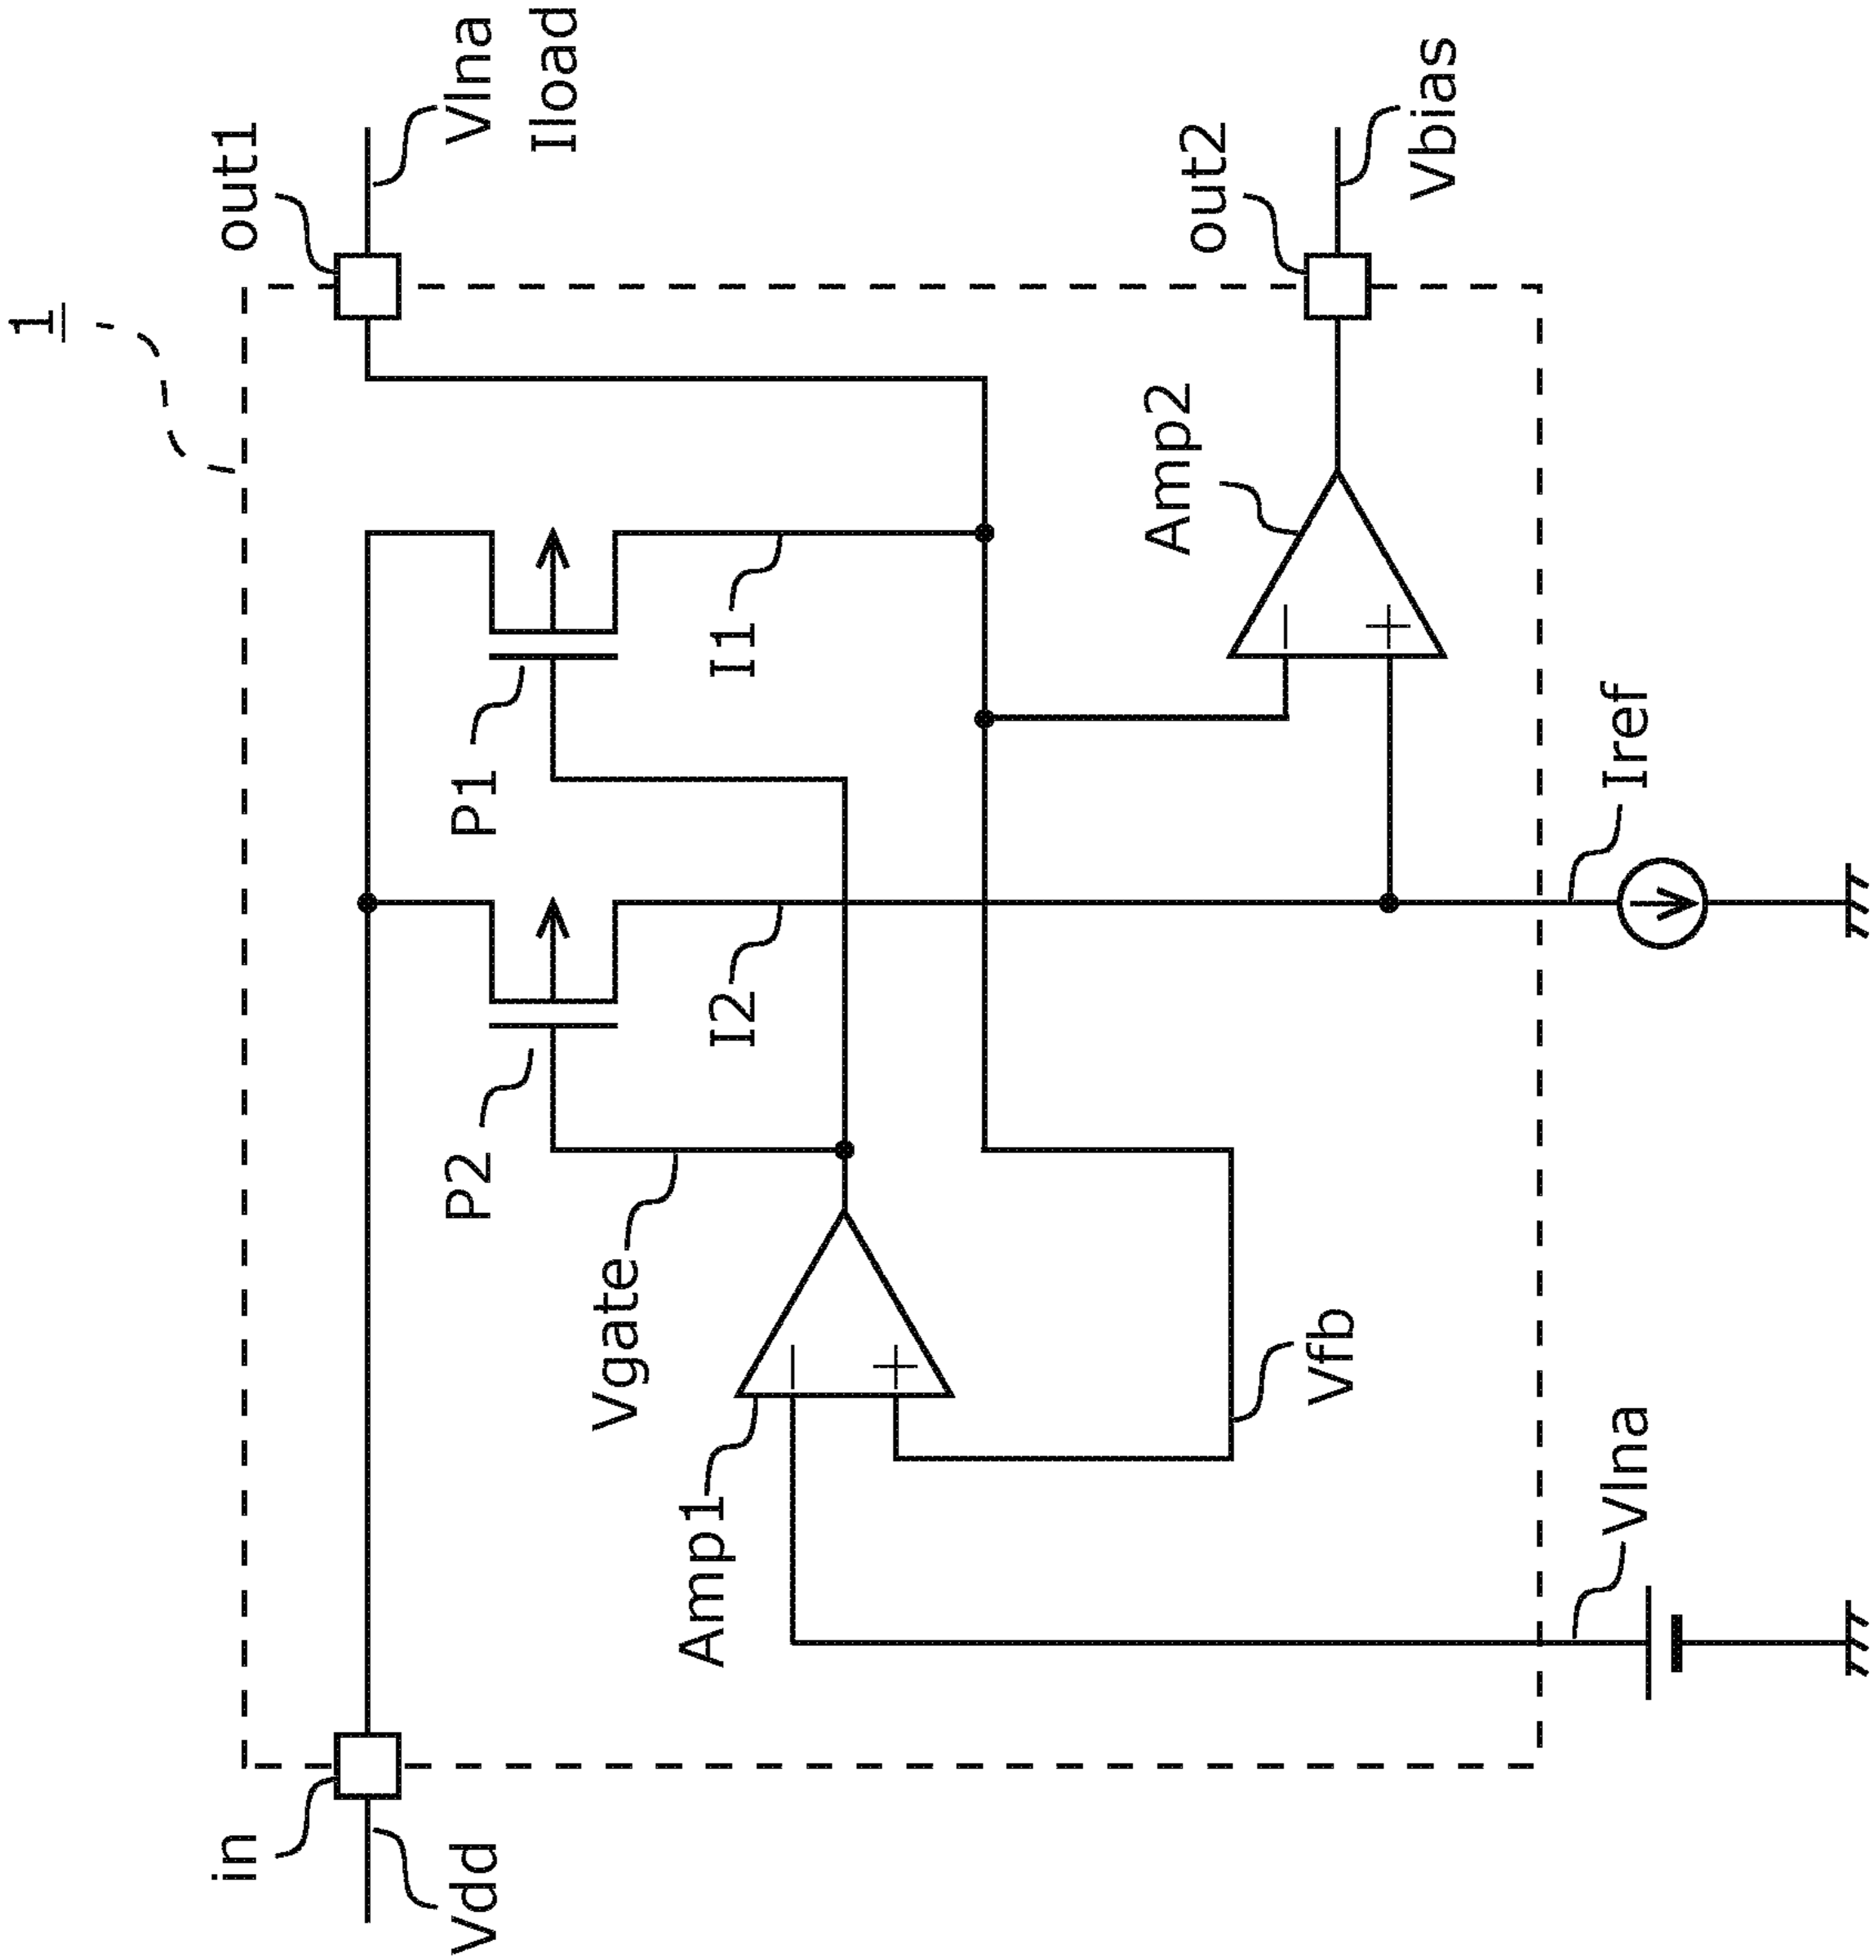 1
in
Vdd
out1
Vlna
Iload
P2
P1
Vgate
I2
I1
Amp1
Amp2
−
+
−
+
out2
Vbias
Vfb
Vlna
Iref